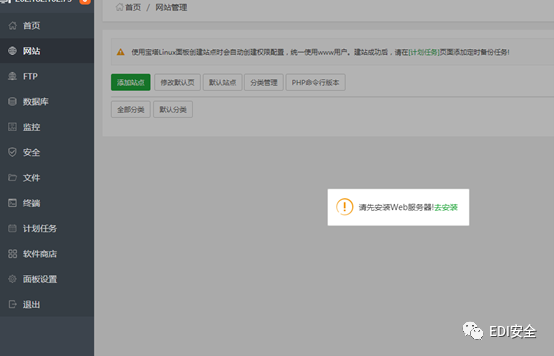 首页 / 网站管理
首页
网站
FTP
数据库
监控
安全
文件
终端
计划任务
软件商店
面板设置
退出
使用宝塔Linux面板创建站点时会自动创建权限配置，统一使用www用户。建站成功后，请在[计划任务]页面添加定时备份任务!
添加站点 修改默认页 默认站点 分类管理 PHP命令行版本
全部分类 默认分类
请先安装Web服务器!去安装
EDI安全